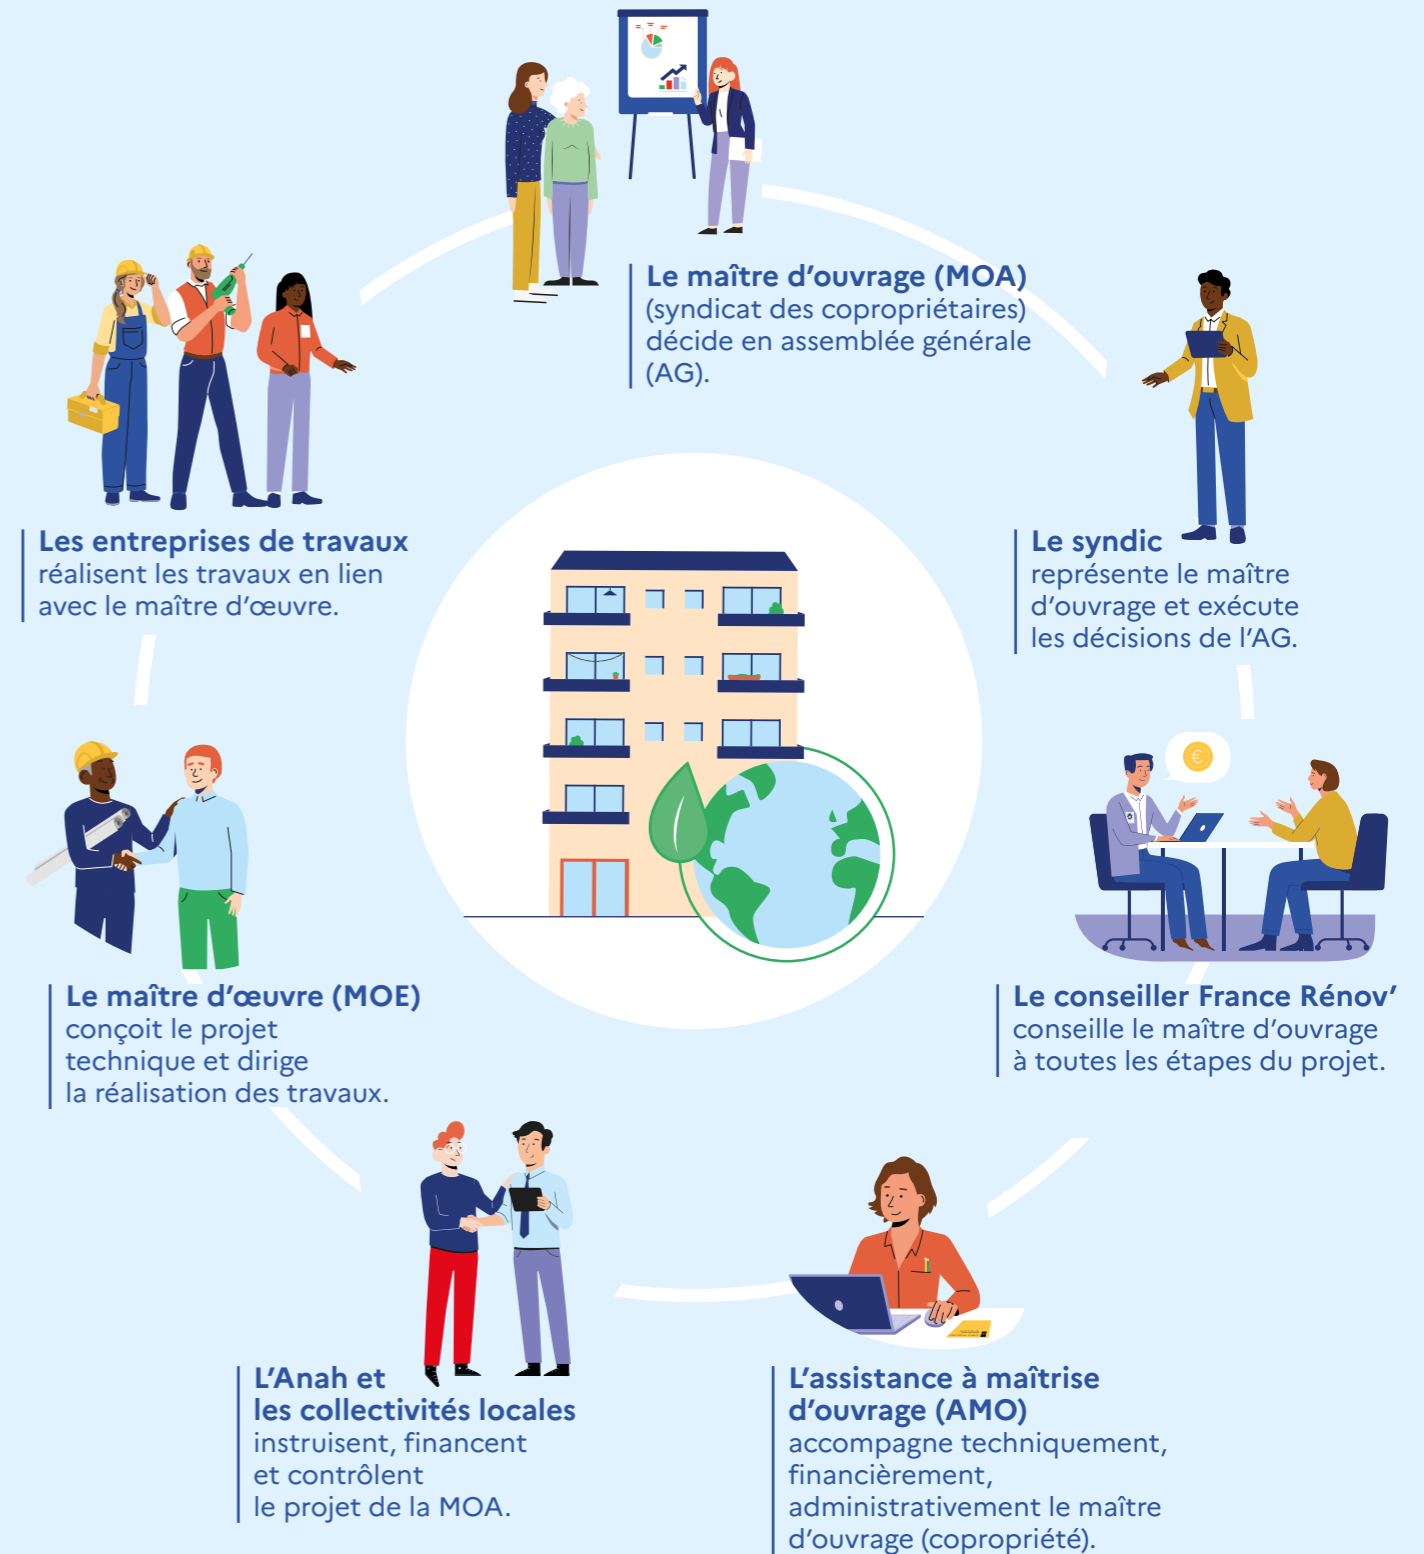 Le maître d'ouvrage (MOA)
(syndicat des copropriétaires)
décide en assemblée générale
(AG).
Le syndic
représente le maître
d'ouvrage et exécute
les décisions de l'AG.
€
Le conseiller France Rénov'
conseille le maître d'ouvrage
à toutes les étapes du projet.
L'assistance à maîtrise
d'ouvrage (AMO)
accompagne techniquement,
financièrement,
administrativement le maître
d'ouvrage (copropriété).
L'Anah et
les collectivités locales
instruisent, financent
et contrôlent
le projet de la MOA.
Le maître d'œuvre (MOE)
conçoit le projet
technique et dirige
la réalisation des travaux.
Les entreprises de travaux
réalisent les travaux en lien
avec le maître d'œuvre.